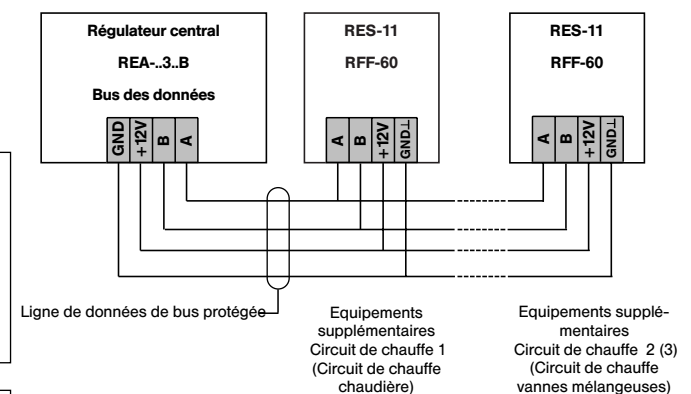 Régulateur central
REA-..3..B
Bus des données
GND
+12V
B
A
RES-11
RFF-60
A
B
+12V
GND⊥
RES-11
RFF-60
A
B
+12V
GND⊥
Ligne de données de bus protégée
Equipements
supplémentaires
Circuit de chauffe 1
(Circuit de chauffe
chaudière)
Equipements supplé-
mentaires
Circuit de chauffe 2 (3)
(Circuit de chauffe
vannes mélangeuses)